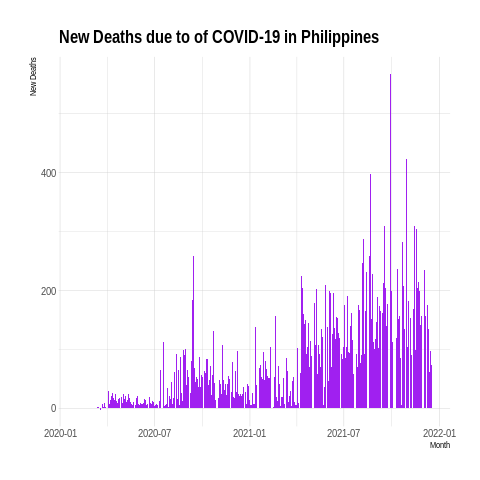 New Deaths due to of COVID-19 in Philippines
New Deaths
400
200
0
2020-01 2020-07 2021-01 2021-07 2022-01
Month